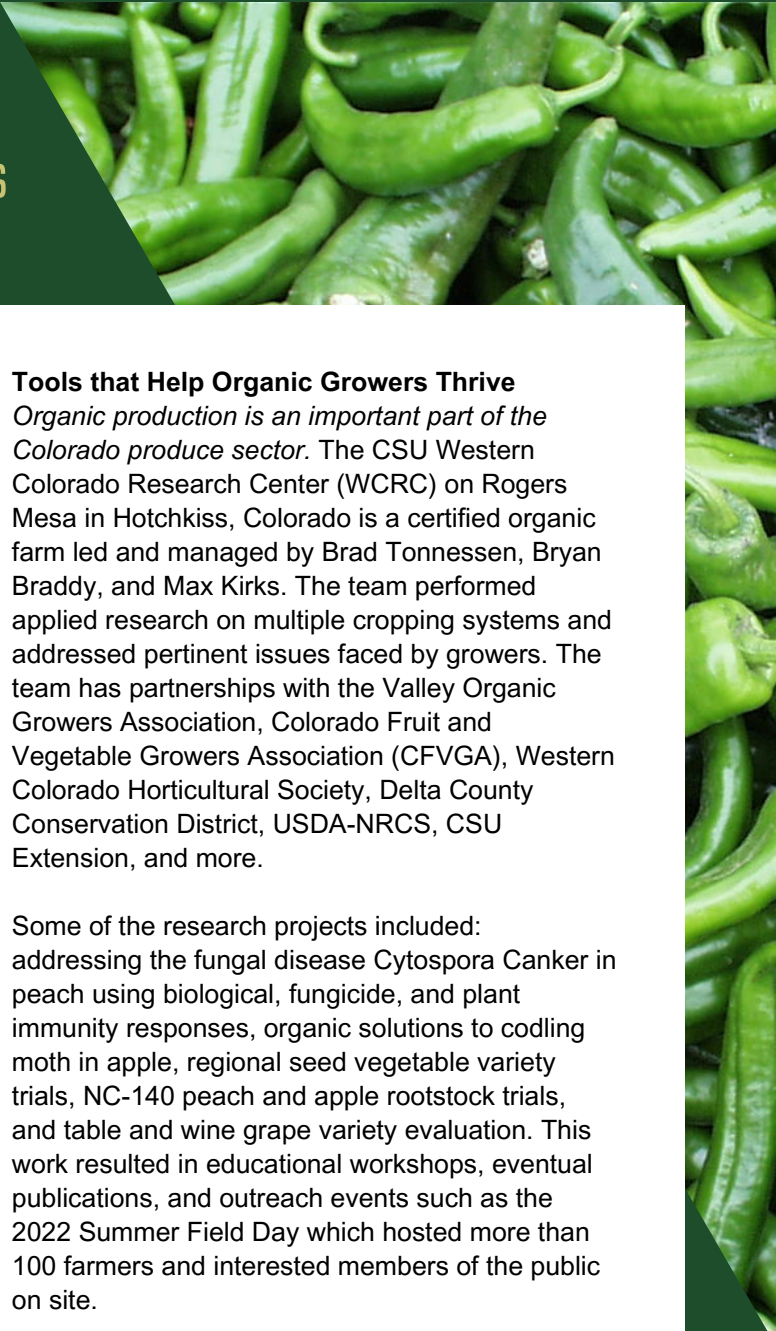 S
Tools that Help Organic Growers Thrive
Organic production is an important part of the
Colorado produce sector. The CSU Western
Colorado Research Center (WCRC) on Rogers
Mesa in Hotchkiss, Colorado is a certified organic
farm led and managed by Brad Tonnessen, Bryan
Braddy, and Max Kirks. The team performed
applied research on multiple cropping systems and
addressed pertinent issues faced by growers. The
team has partnerships with the Valley Organic
Growers Association, Colorado Fruit and
Vegetable Growers Association (CFVGA), Western
Colorado Horticultural Society, Delta County
Conservation District, USDA-NRCS, CSU
Extension, and more.
Some of the research projects included:
addressing the fungal disease Cytospora Canker in
peach using biological, fungicide, and plant
immunity responses, organic solutions to codling
moth in apple, regional seed vegetable variety
trials, NC-140 peach and apple rootstock trials,
and table and wine grape variety evaluation. This
work resulted in educational workshops, eventual
publications, and outreach events such as the
2022 Summer Field Day which hosted more than
100 farmers and interested members of the public
on site.